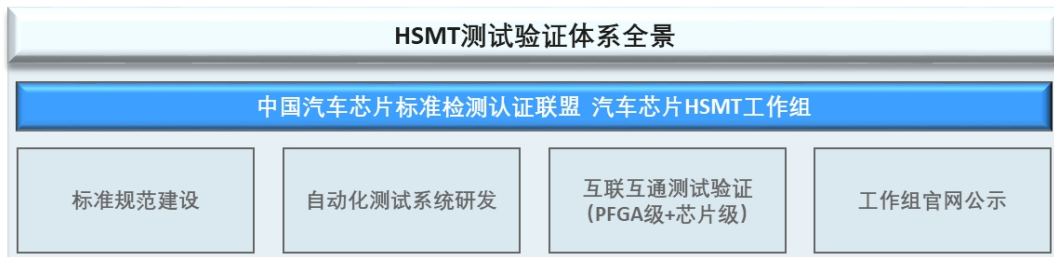 HSMT测试验证体系全景
中国汽车芯片标准检测认证联盟 汽车芯片HSMT工作组
标准规范建设
自动化测试系统研发
互联互通测试验证
（PFGA级+芯片级）
工作组官网公示